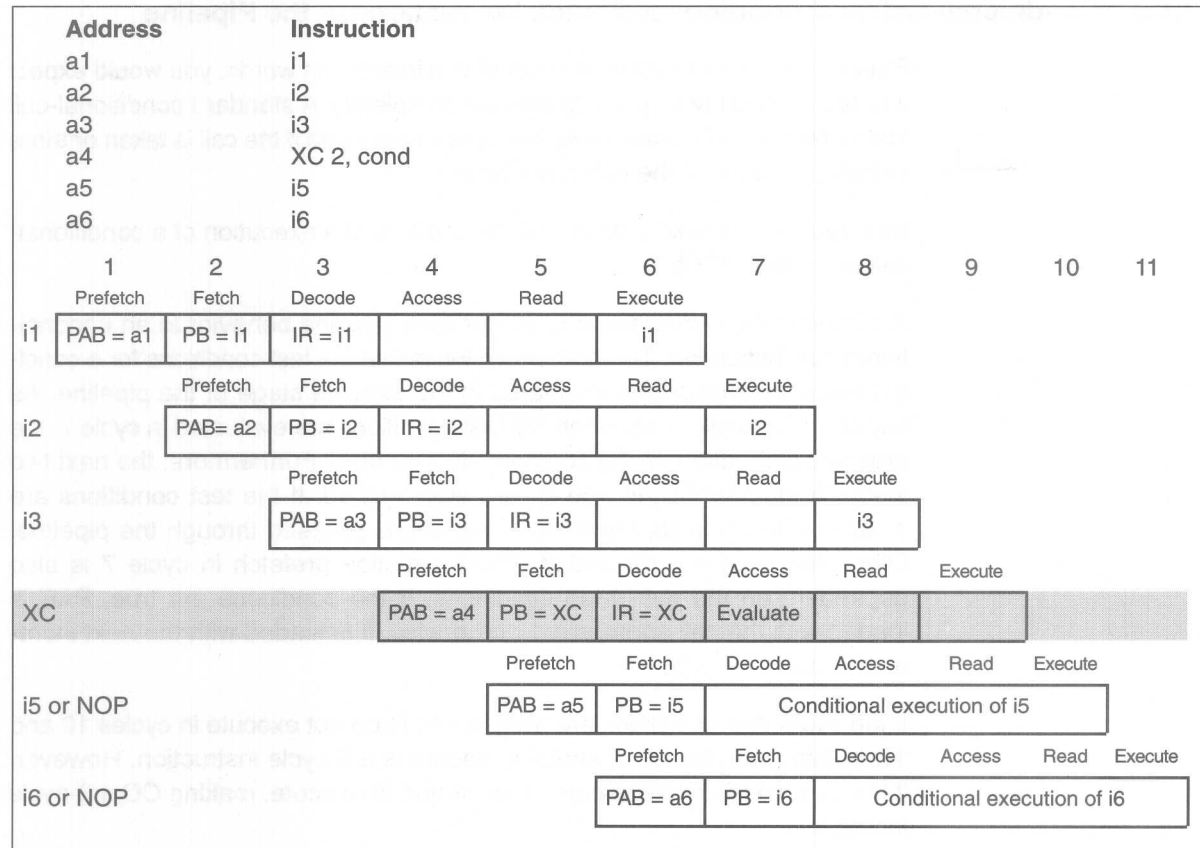 Address Instruction
a1 i1
a2 i2
a3 i3
a4 XC 2, cond
a5 i5
a6 i6
1 2 3 4 5 6 7 8 9 10 11
Prefetch Fetch Decode Access Read Execute
i1 PAB = a1 PB = i1 IR = i1 i1
Prefetch Fetch Decode Access Read Execute
i2 PAB= a2 PB = i2 IR = i2 i2
Prefetch Fetch Decode Access Read Execute
i3 PAB = a3 PB = i3 IR = i3 i3
Prefetch Fetch Decode Access Read Execute
XC PAB = a4 PB = XC IR = XC Evaluate
Prefetch Fetch Decode Access Read Execute
i5 or NOP PAB = a5 PB = i5 Conditional execution of i5
Prefetch Fetch Decode Access Read Execute
i6 or NOP PAB = a6 PB = i6 Conditional execution of i6